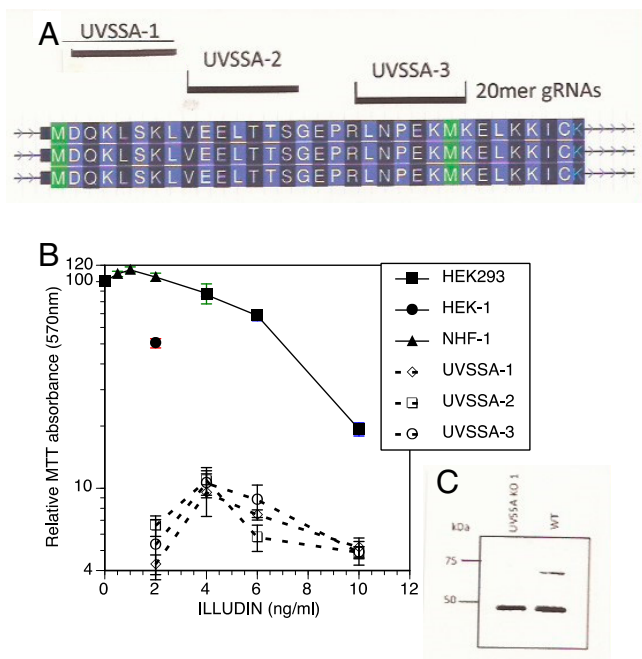 A
UVSSA-1
UVSSA-2
UVSSA-3
20mer gRNAs
MDQKLSKLVEELTTSGEPRLNPEKMKELKKICK
MDQKLSKLVEELTTSGEPRLNPEKMKELKKICK
MDQKLSKLVEELTTSGEPRLNPEKMKELKKICK
B
Relative MTT absorbance (570nm)
120
100
10
4
0 2 4 6 8 10 12
ILLUDIN (ng/ml)
HEK293
HEK-1
NHF-1
UVSSA-1
UVSSA-2
UVSSA-3
C
UVSSA KO 1
WT
kDa
75
50